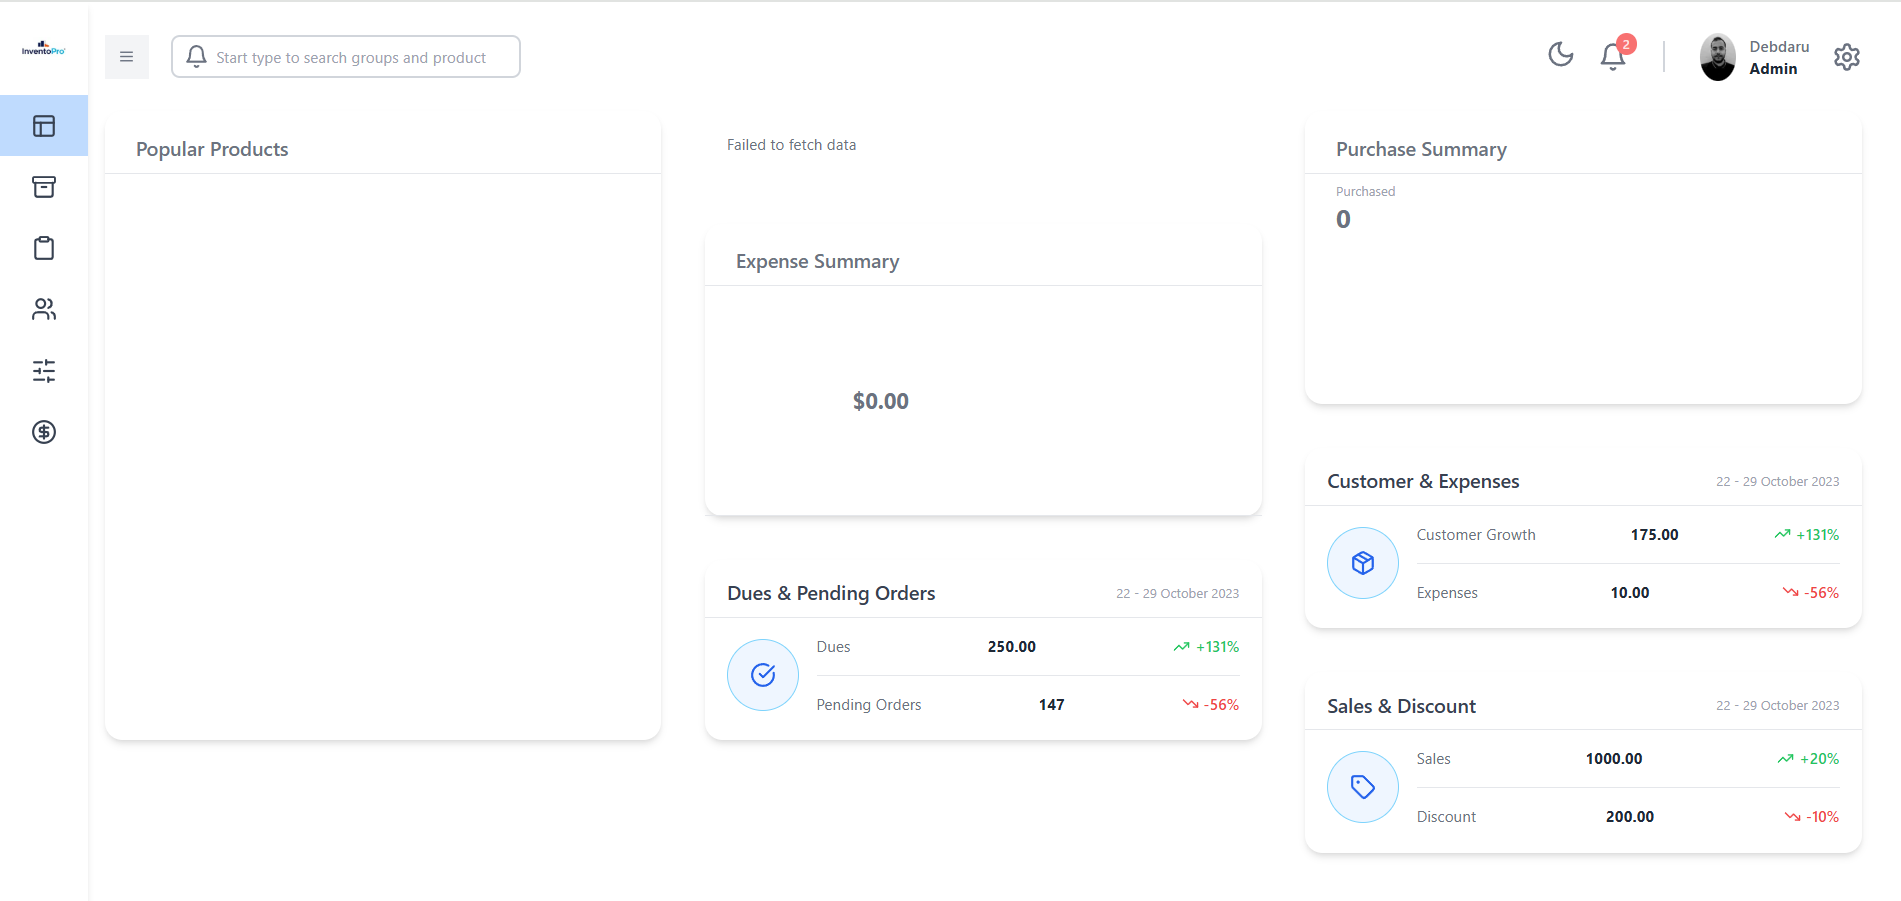 InventoPro
Start type to search groups and product
2
Debdaru
Admin
Popular Products
Failed to fetch data
Expense Summary
$0.00
Dues & Pending Orders
22 - 29 October 2023
Dues 250.00 +131%
Pending Orders 147 -56%
Purchase Summary
Purchased
0
Customer & Expenses
22 - 29 October 2023
Customer Growth 175.00 +131%
Expenses 10.00 -56%
Sales & Discount
22 - 29 October 2023
Sales 1000.00 +20%
Discount 200.00 -10%